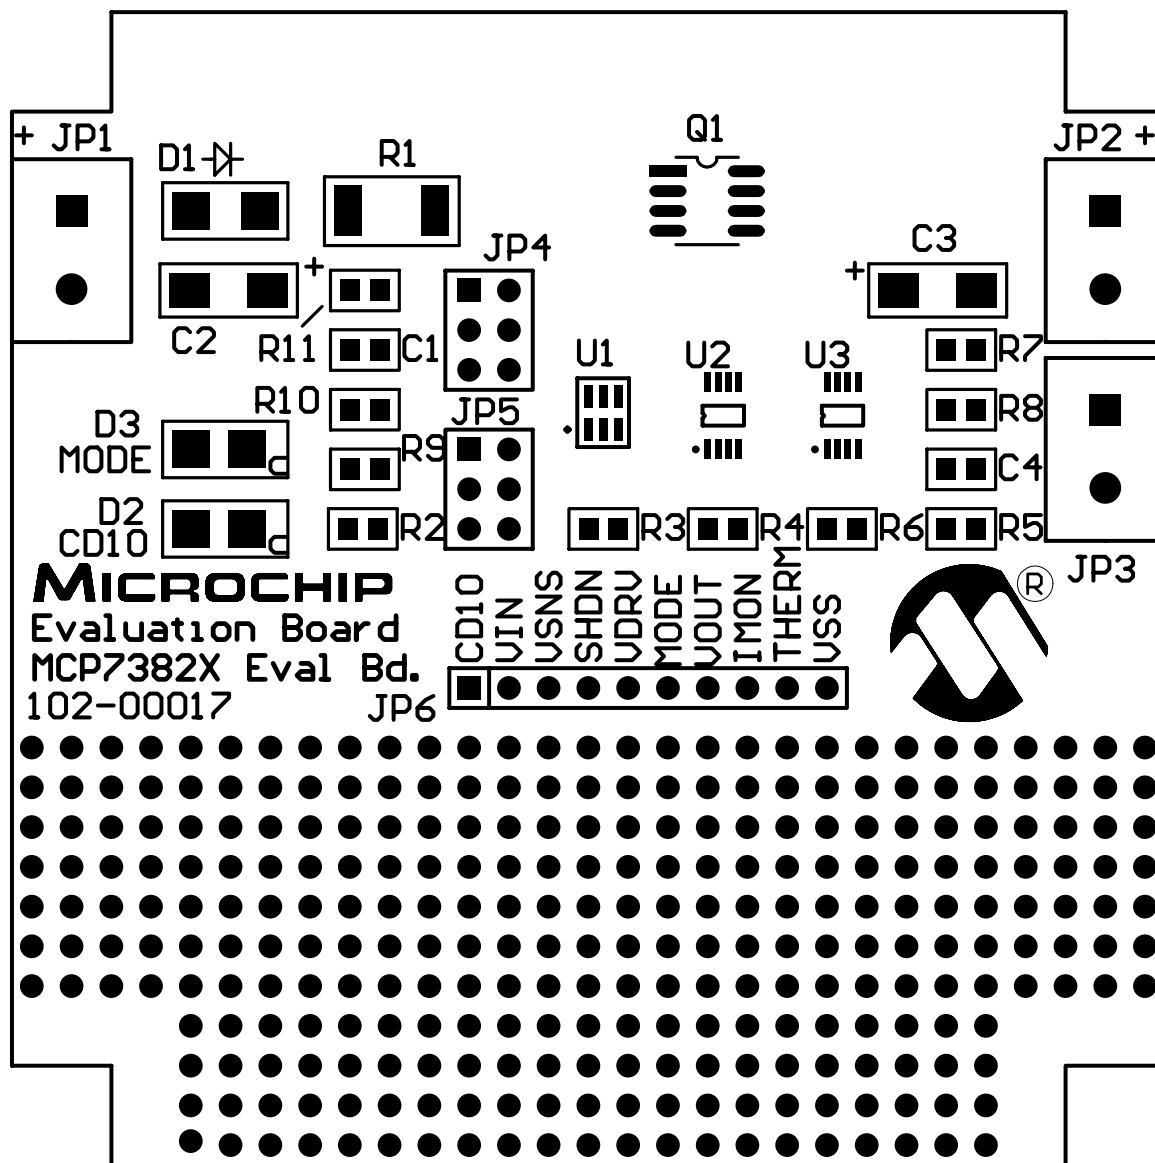 + JP1
D1
R1
Q1
JP2 +
JP4
C3
+
+
C2
R11
C1
U1
U2
U3
R7
R10
JP5
R8
D3
MODE
R9
C4
D2
CD10
R2
R3
R4
R6
R5
JP3
MICROCHIP
®
Evaluation Board
MCP7382X Eval Bd.
102-00017
JP6
CD10
VIN
VSNS
SHDN
VDRV
MODE
VOUT
IMON
THERM
VSS